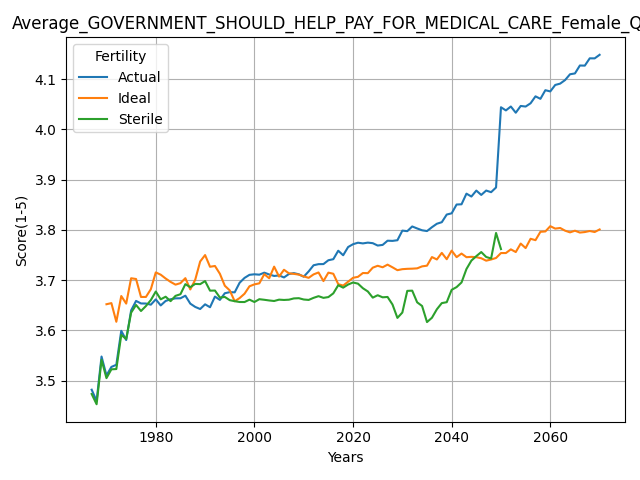 Average_GOVERNMENT_SHOULD_HELP_PAY_FOR_MEDICAL_CARE_Female_Q
Fertility
Actual
Ideal
Sterile
Score(1-5)
4.1
4.0
3.9
3.8
3.7
3.6
3.5
1980
2000
2020
2040
2060
Years